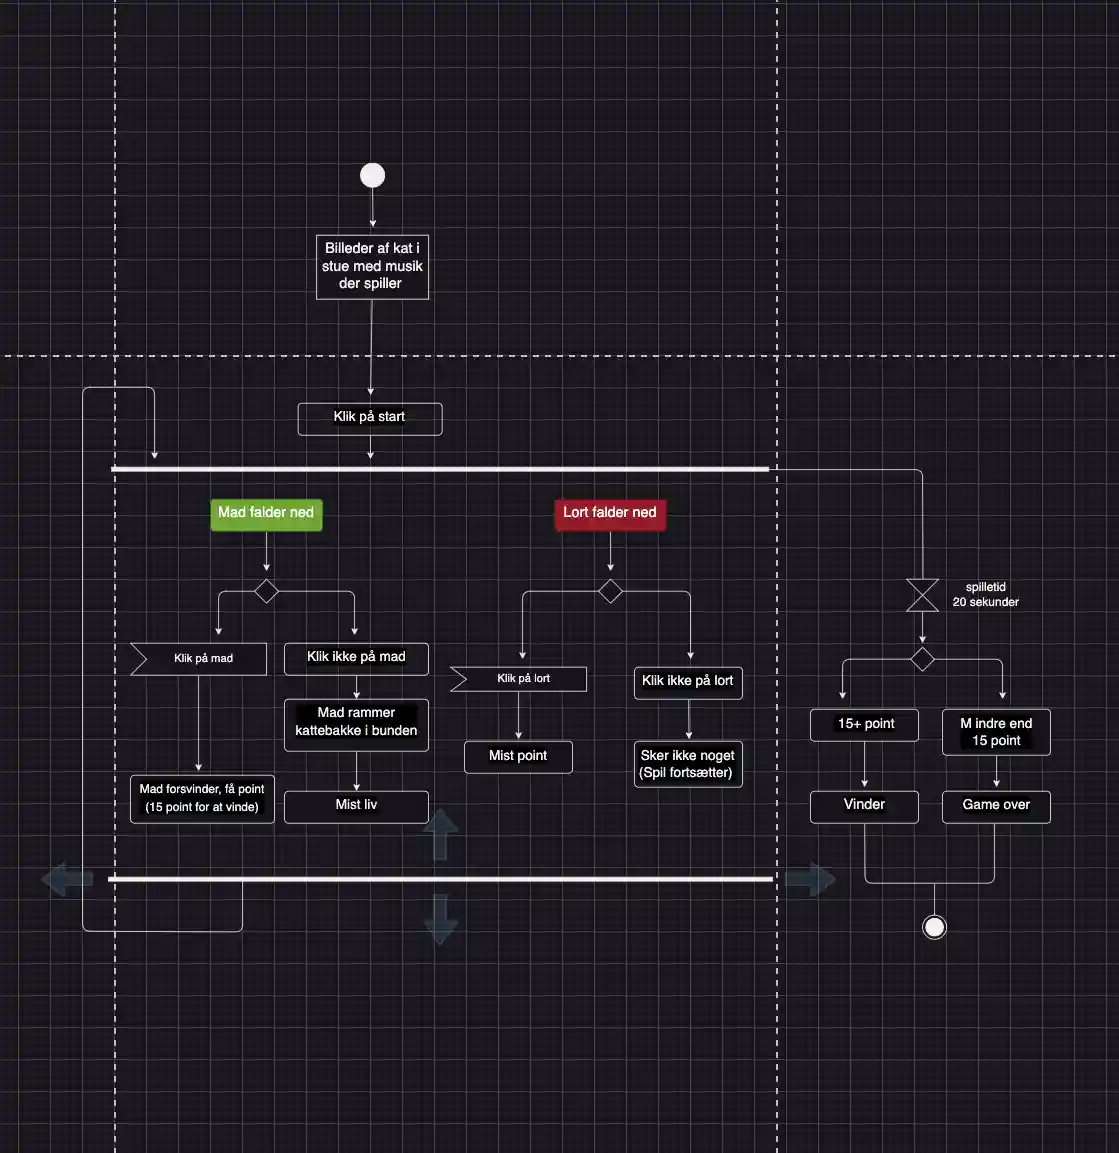 Billeder af kat i
stue med musik
der spiller
Klik på start
Mad falder ned
Lort falder ned
spilletid
20 sekunder
Klik på mad
Klik ikke på mad
Klik på lort
Klik ikke på lort
Mad rammer
kattebakke i bunden
15+ point
M indre end
15 point
Mist point
Sker ikke noget
(Spil fortsætter)
Mad forsvinder, få point
(15 point for at vinde)
Mist liv
Vinder
Game over